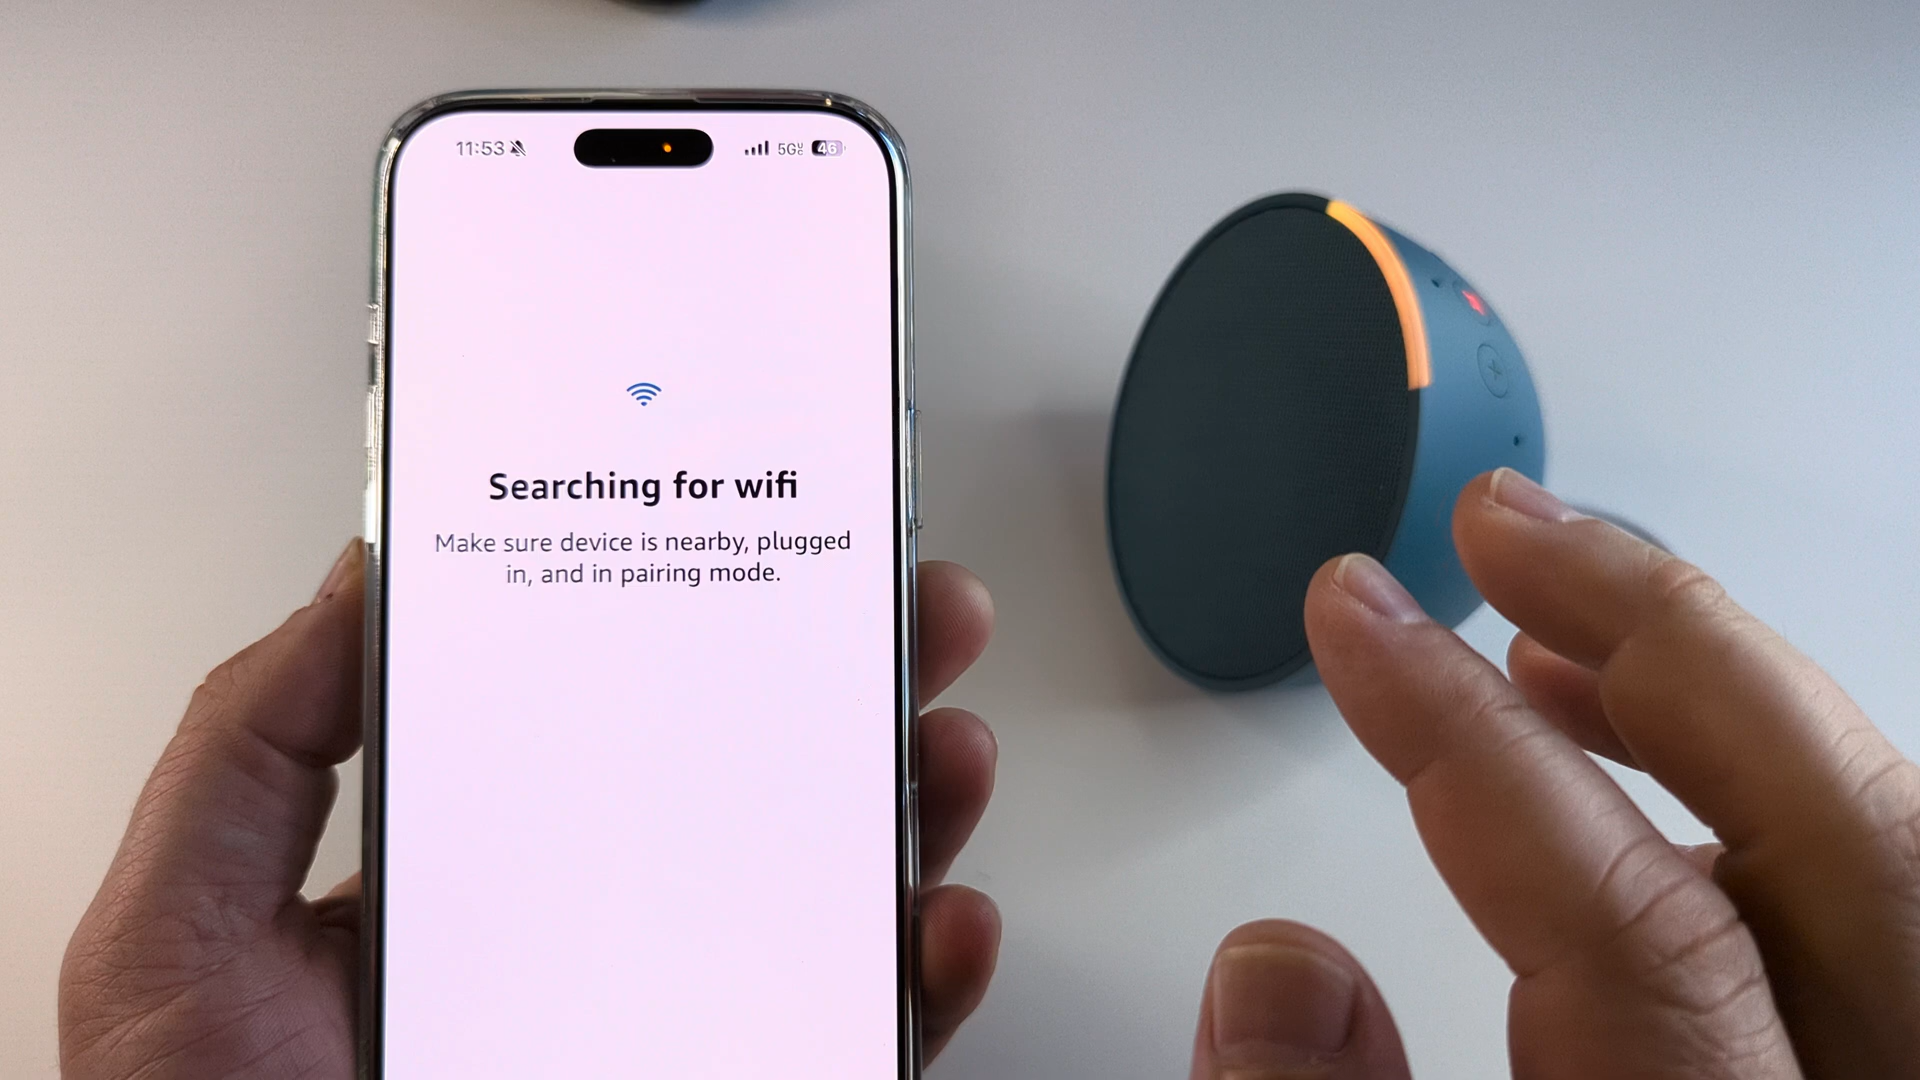 11:53
5G
46
Searching for wifi
Make sure device is nearby, plugged
in, and in pairing mode.